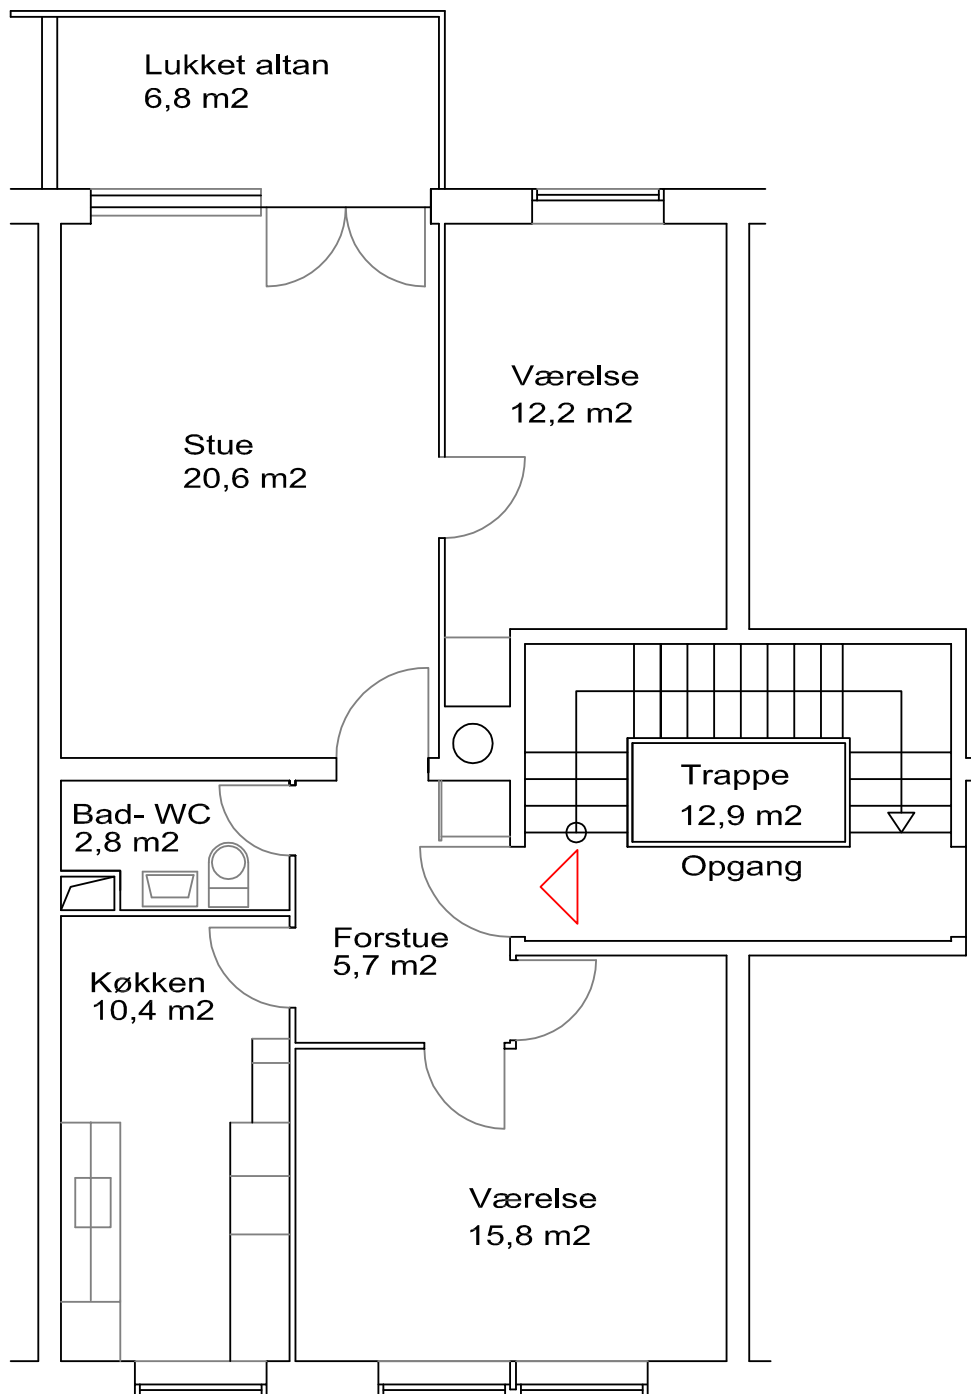 Lukket altan
6,8 m2
Værelse
12,2 m2
Stue
20,6 m2
Trappe
12,9 m2
Opgang
Bad- WC
2,8 m2
Forstue
5,7 m2
Køkken
10,4 m2
Værelse
15,8 m2